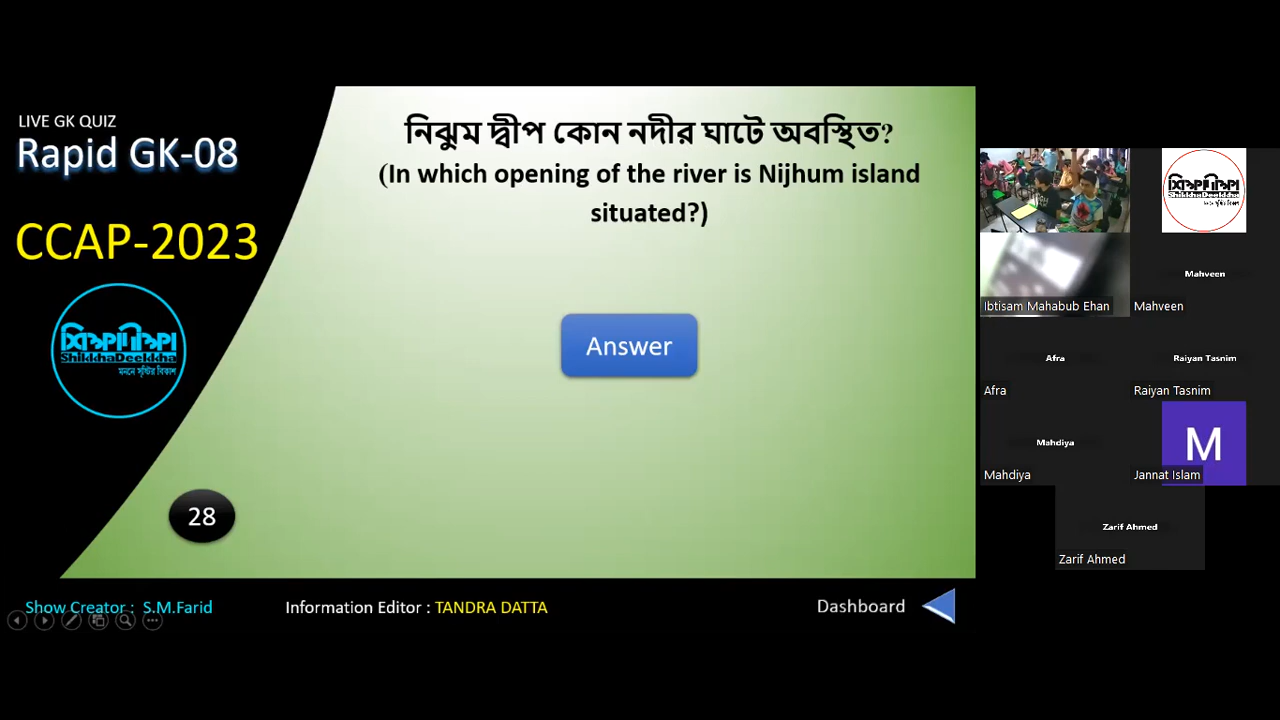 LIVE GK QUIZ
Rapid GK-08
CCAP-2023
শিক্ষাদীক্ষা
ShikkhaDeekkha
মননে সৃষ্টির বিকাশ
28
নিঝুম দ্বীপ কোন নদীর ঘাটে অবস্থিত?
(In which opening of the river is Nijhum island
situated?)
Answer
Show Creator : S.M.Farid
Information Editor : TANDRA DATTA
Dashboard
শিক্ষাদীক্ষা
Ibtisam Mahabub Ehan
Mahveen
Mahveen
Afra
Afra
Raiyan Tasnim
Raiyan Tasnim
Mahdiya
Mahdiya
M
Jannat Islam
Zarif Ahmed
Zarif Ahmed